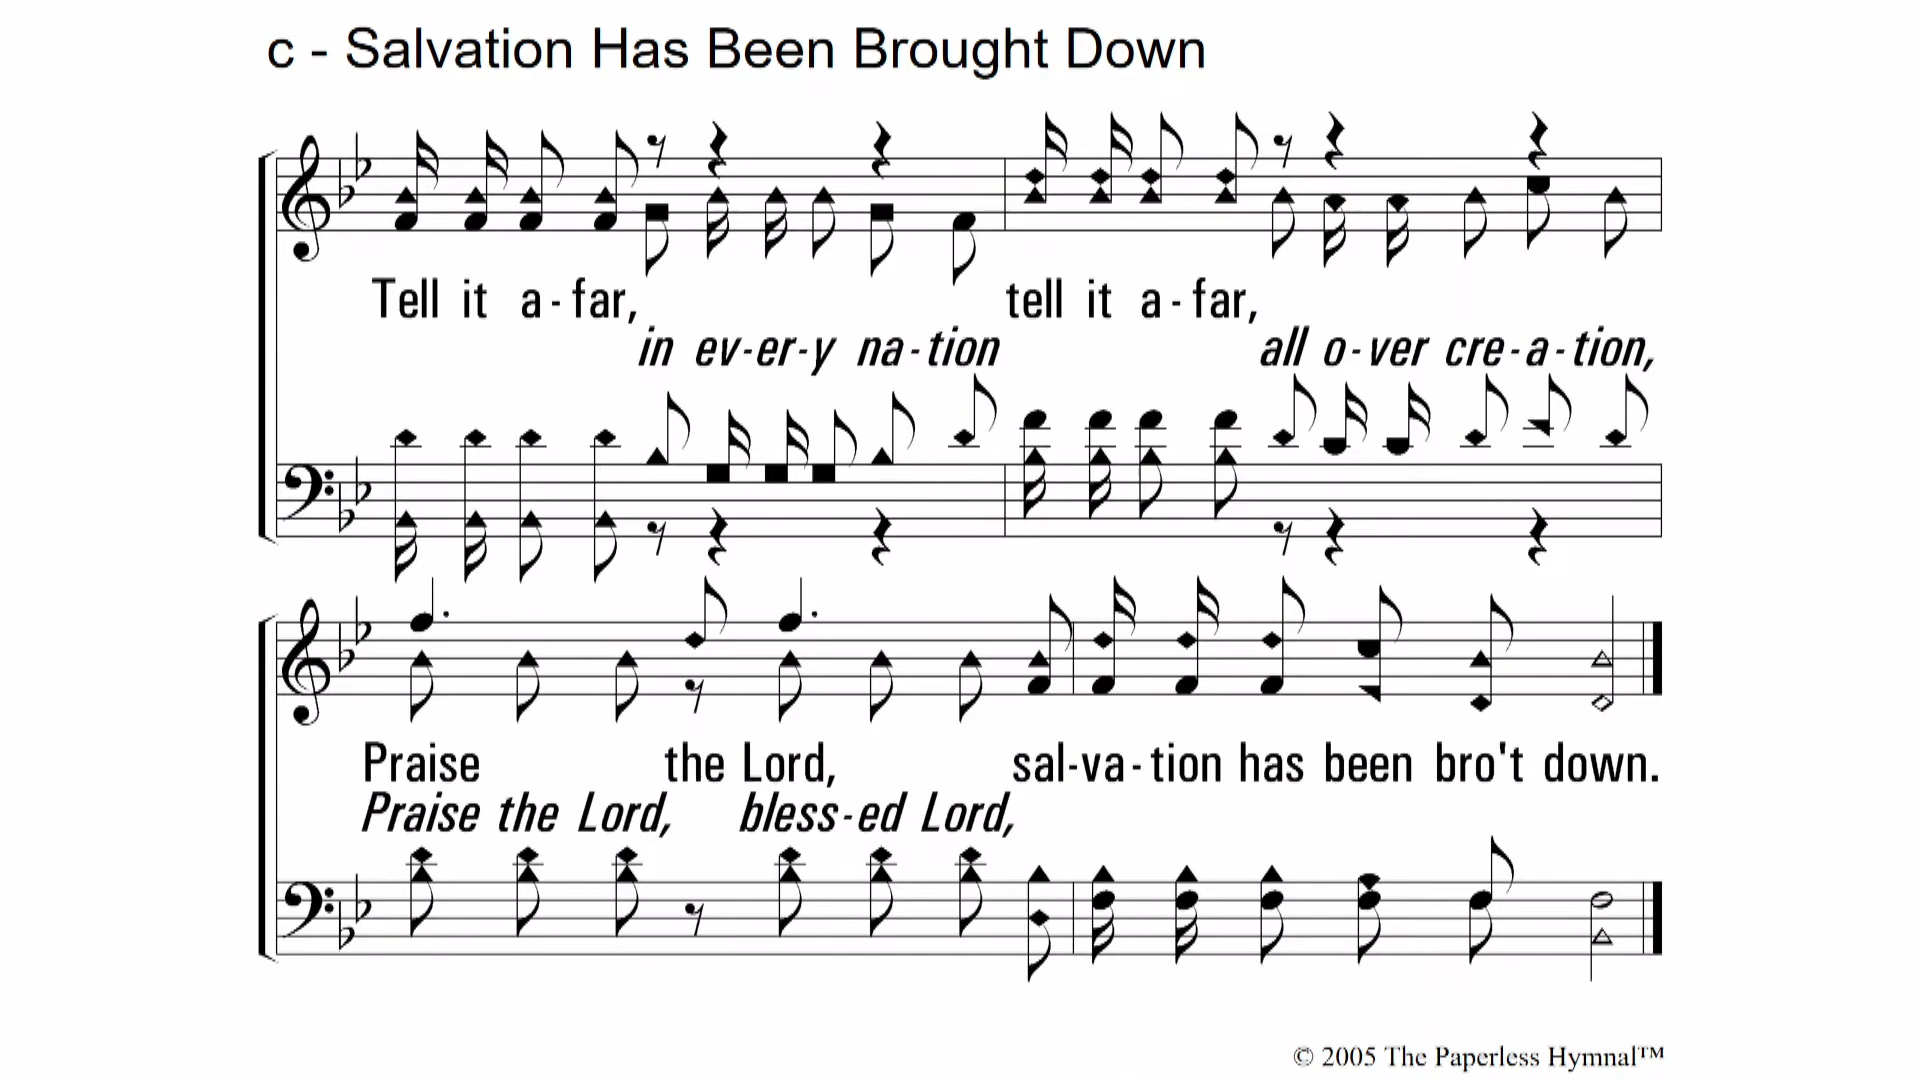 c - Salvation Has Been Brought Down
Tell it a-far, tell it a-far,
in ev-er-y na-tion all o-ver cre-a-tion,
Praise the Lord, sal-va-tion has been bro't down.
Praise the Lord, bless-ed Lord,
© 2005 The Paperless Hymnal™